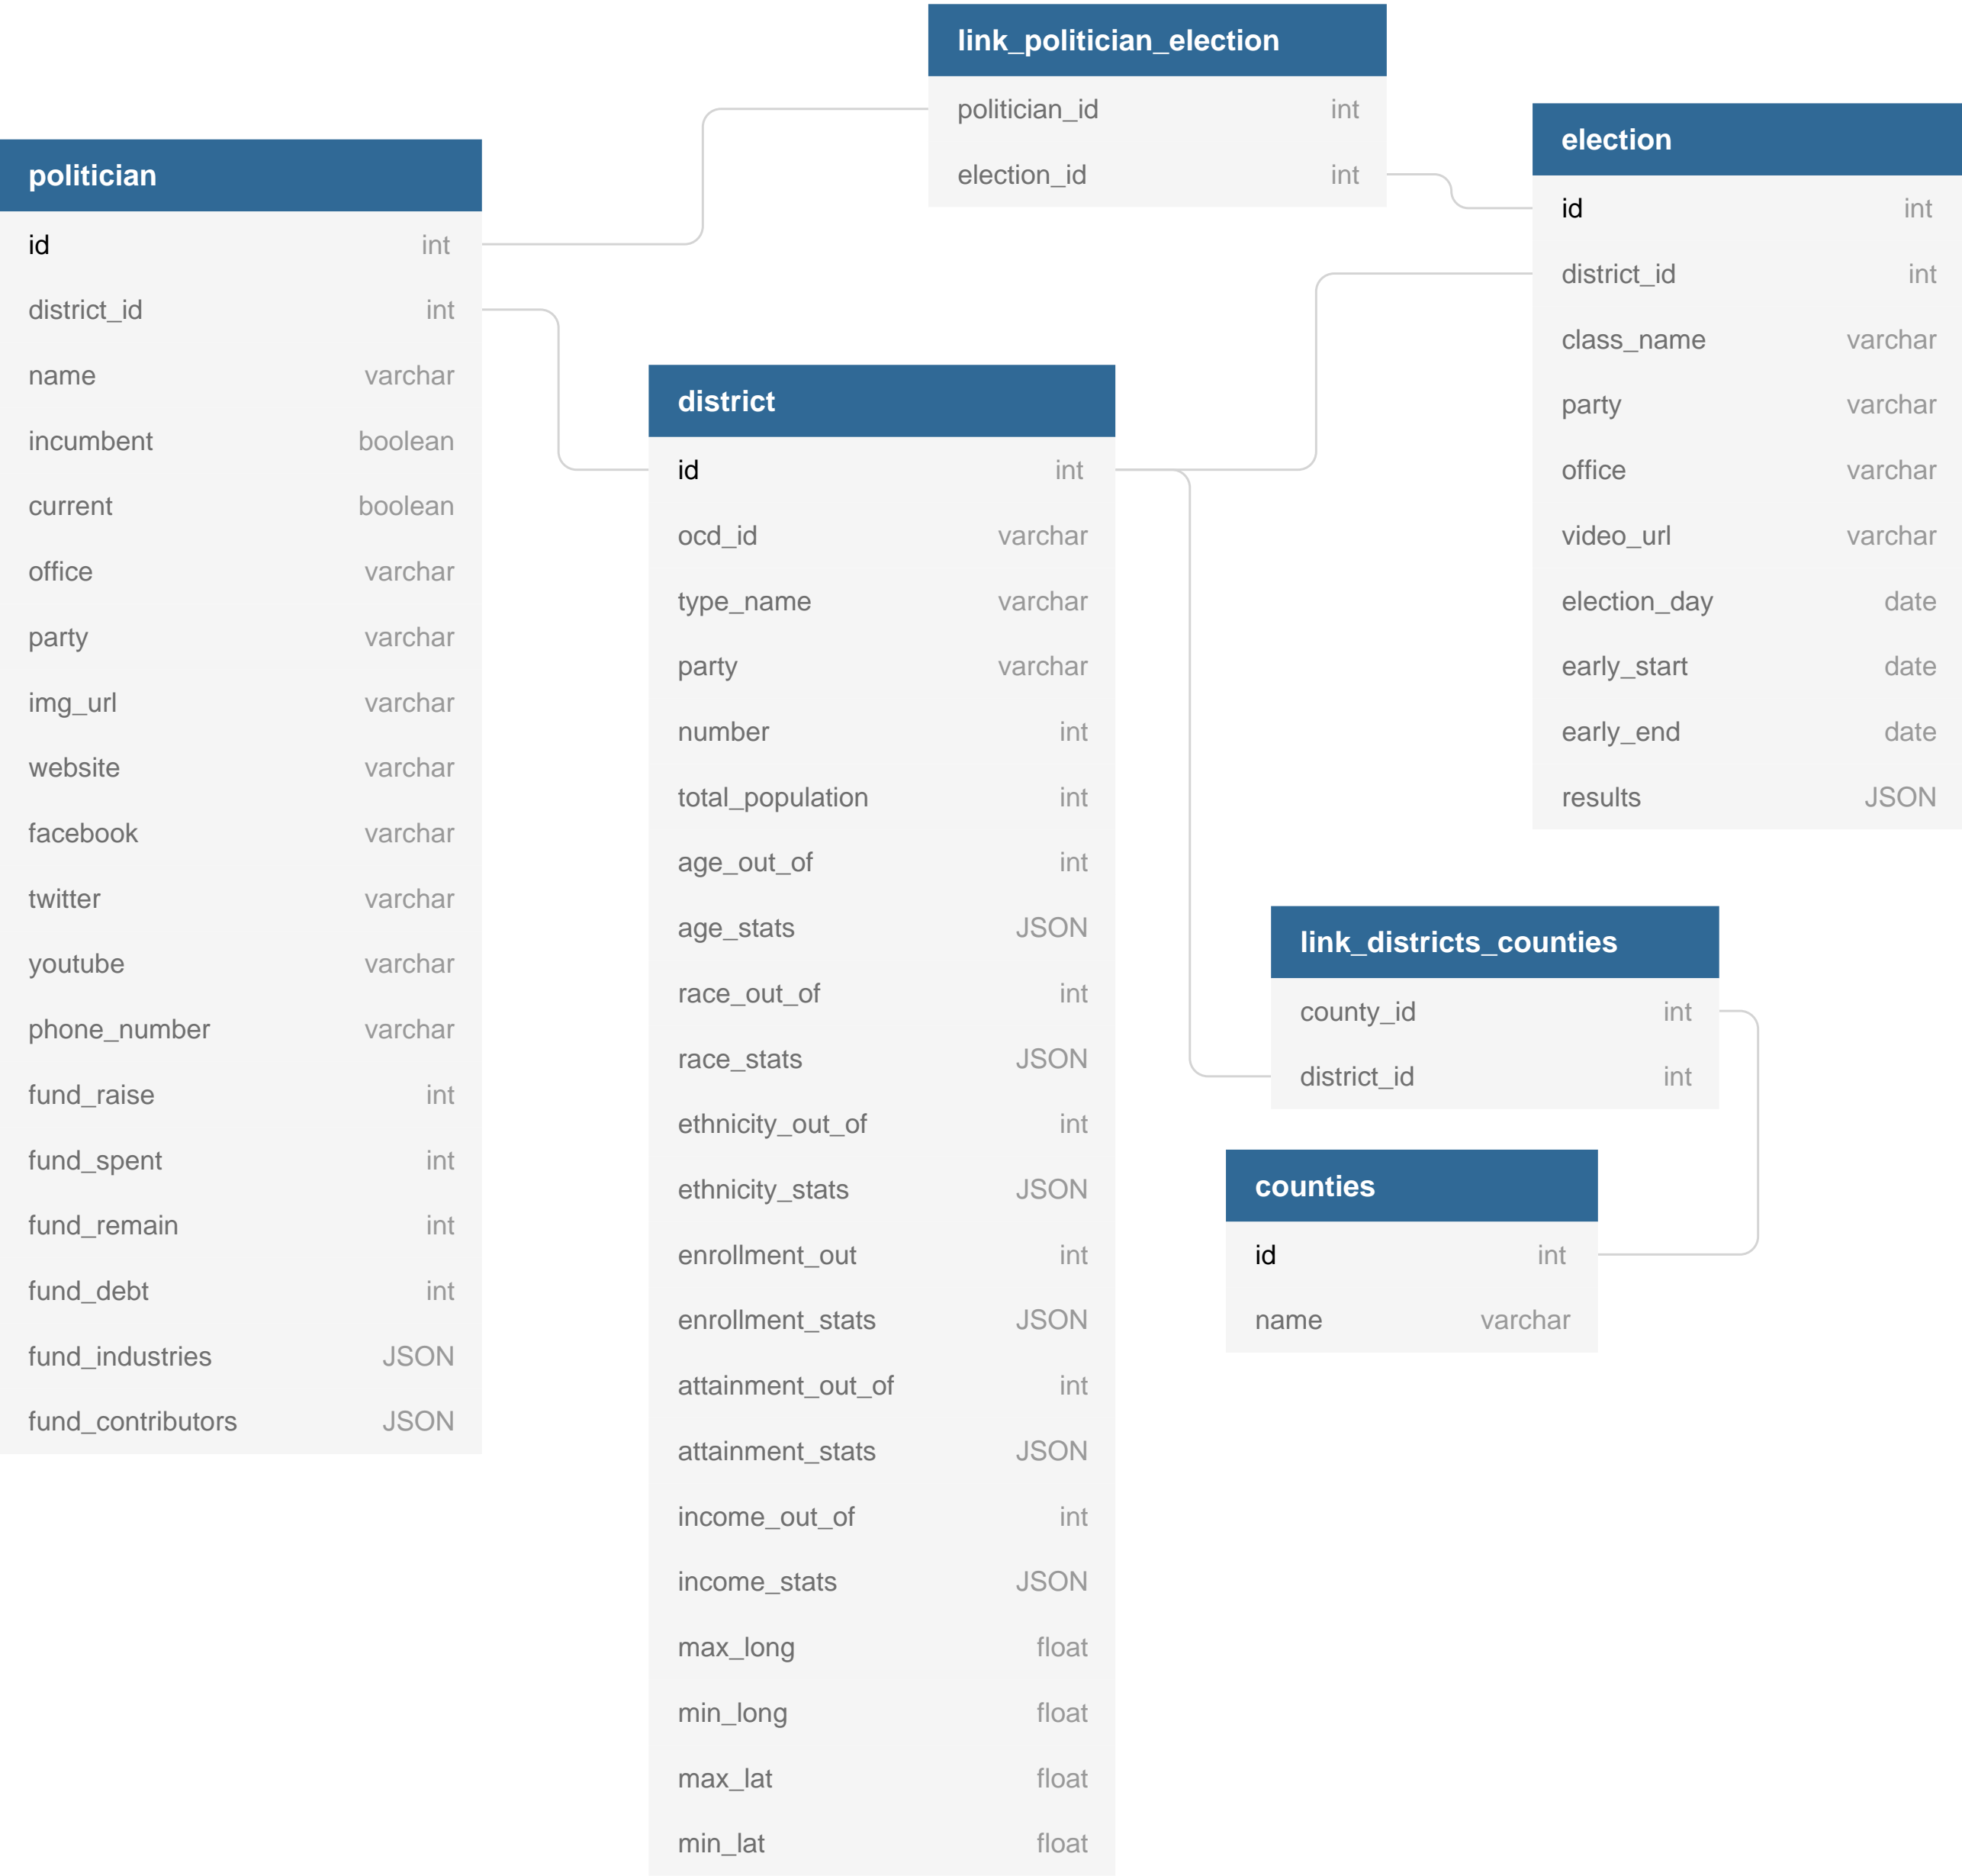 link_politician_election
politician_id int
election_id int
election
id int
district_id int
class_name varchar
party varchar
office varchar
video_url varchar
election_day date
early_start date
early_end date
results JSON
politician
id int
district_id int
name varchar
incumbent boolean
current boolean
office varchar
party varchar
img_url varchar
website varchar
facebook varchar
twitter varchar
youtube varchar
phone_number varchar
fund_raise int
fund_spent int
fund_remain int
fund_debt int
fund_industries JSON
fund_contributors JSON
district
id int
ocd_id varchar
type_name varchar
party varchar
number int
total_population int
age_out_of int
age_stats JSON
race_out_of int
race_stats JSON
ethnicity_out_of int
ethnicity_stats JSON
enrollment_out int
enrollment_stats JSON
attainment_out_of int
attainment_stats JSON
income_out_of int
income_stats JSON
max_long float
min_long float
max_lat float
min_lat float
link_districts_counties
county_id int
district_id int
counties
id int
name varchar